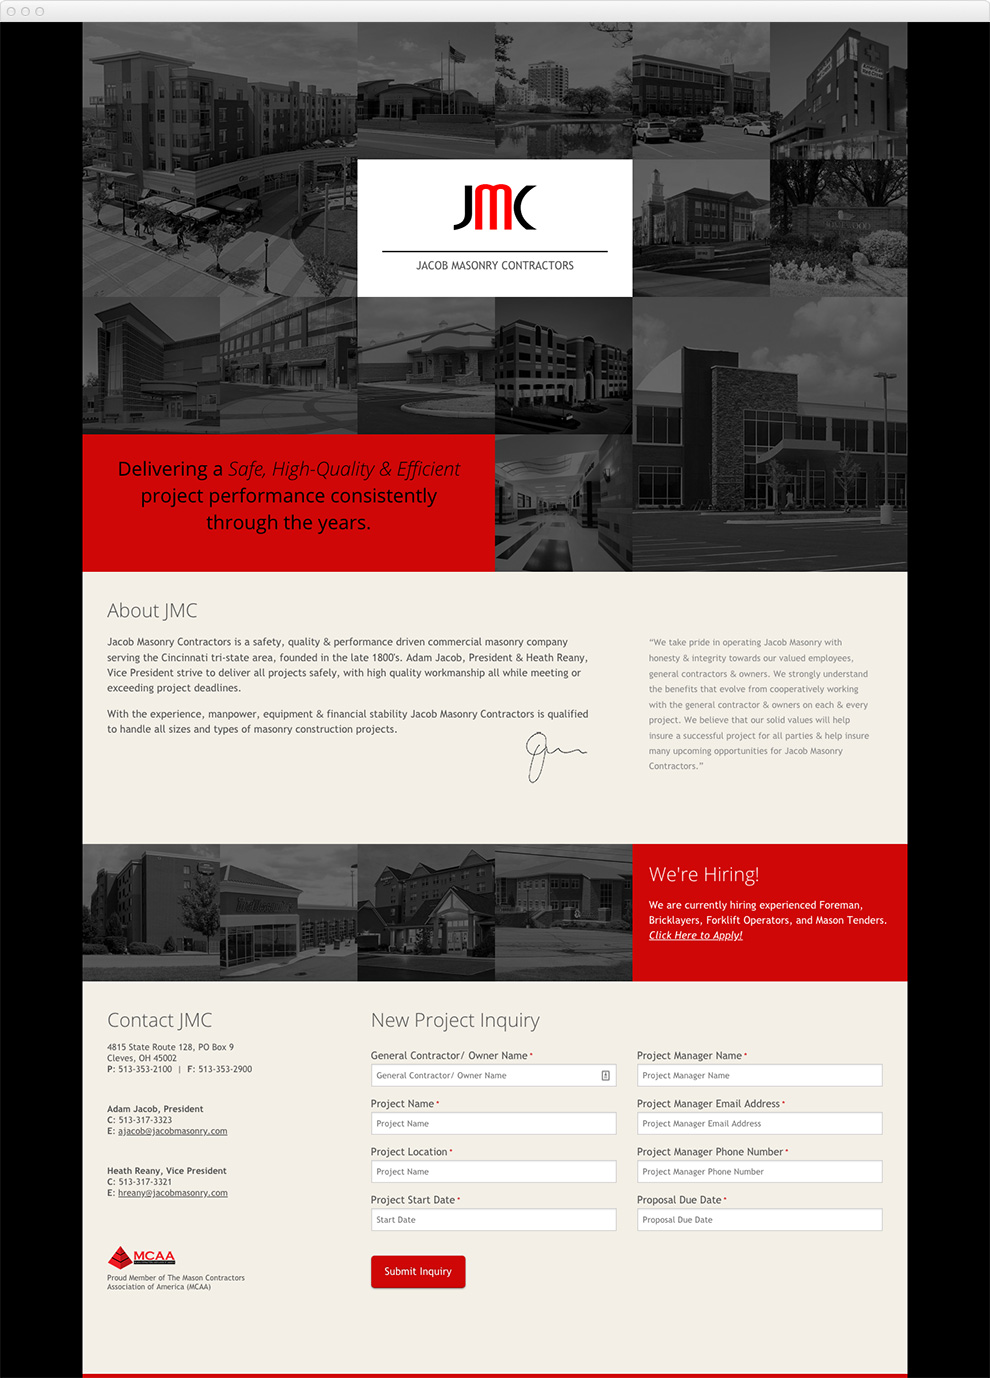 JMC
JACOB MASONRY CONTRACTORS
Delivering a Safe, High-Quality & Efficient
project performance consistently
through the years.
About JMC
Jacob Masonry Contractors is a safety, quality & performance driven commercial masonry company
serving the Cincinnati tri-state area, founded in the late 1800's. Adam Jacob, President & Heath Reany,
Vice President strive to deliver all projects safely, with high quality workmanship all while meeting or
exceeding project deadlines.
With the experience, manpower, equipment & financial stability Jacob Masonry Contractors is qualified
to handle all sizes and types of masonry construction projects.
“We take pride in operating Jacob Masonry with
honesty & integrity towards our valued employees,
general contractors & owners. We strongly understand
the benefits that evolve from cooperatively working
with the general contractor & owners on each & every
project. We believe that our solid values will help
insure a successful project for all parties & help insure
many upcoming opportunities for Jacob Masonry
Contractors.”
We're Hiring!
We are currently hiring experienced Foreman,
Bricklayers, Forklift Operators, and Mason Tenders.
Click Here to Apply!
Contact JMC
4815 State Route 128, PO Box 9
Cleves, OH 45002
P: 513-353-2100 | F: 513-353-2900
Adam Jacob, President
C: 513-317-3323
E: ajacob@jacobmasonry.com
Heath Reany, Vice President
C: 513-317-3321
E: hreany@jacobmasonry.com
MCAA
Proud Member of The Mason Contractors
Association of America (MCAA)
New Project Inquiry
General Contractor/ Owner Name *
General Contractor/ Owner Name
Project Name *
Project Name
Project Location *
Project Name
Project Start Date *
Start Date
Project Manager Name *
Project Manager Name
Project Manager Email Address *
Project Manager Email Address
Project Manager Phone Number *
Project Manager Phone Number
Proposal Due Date *
Proposal Due Date
Submit Inquiry